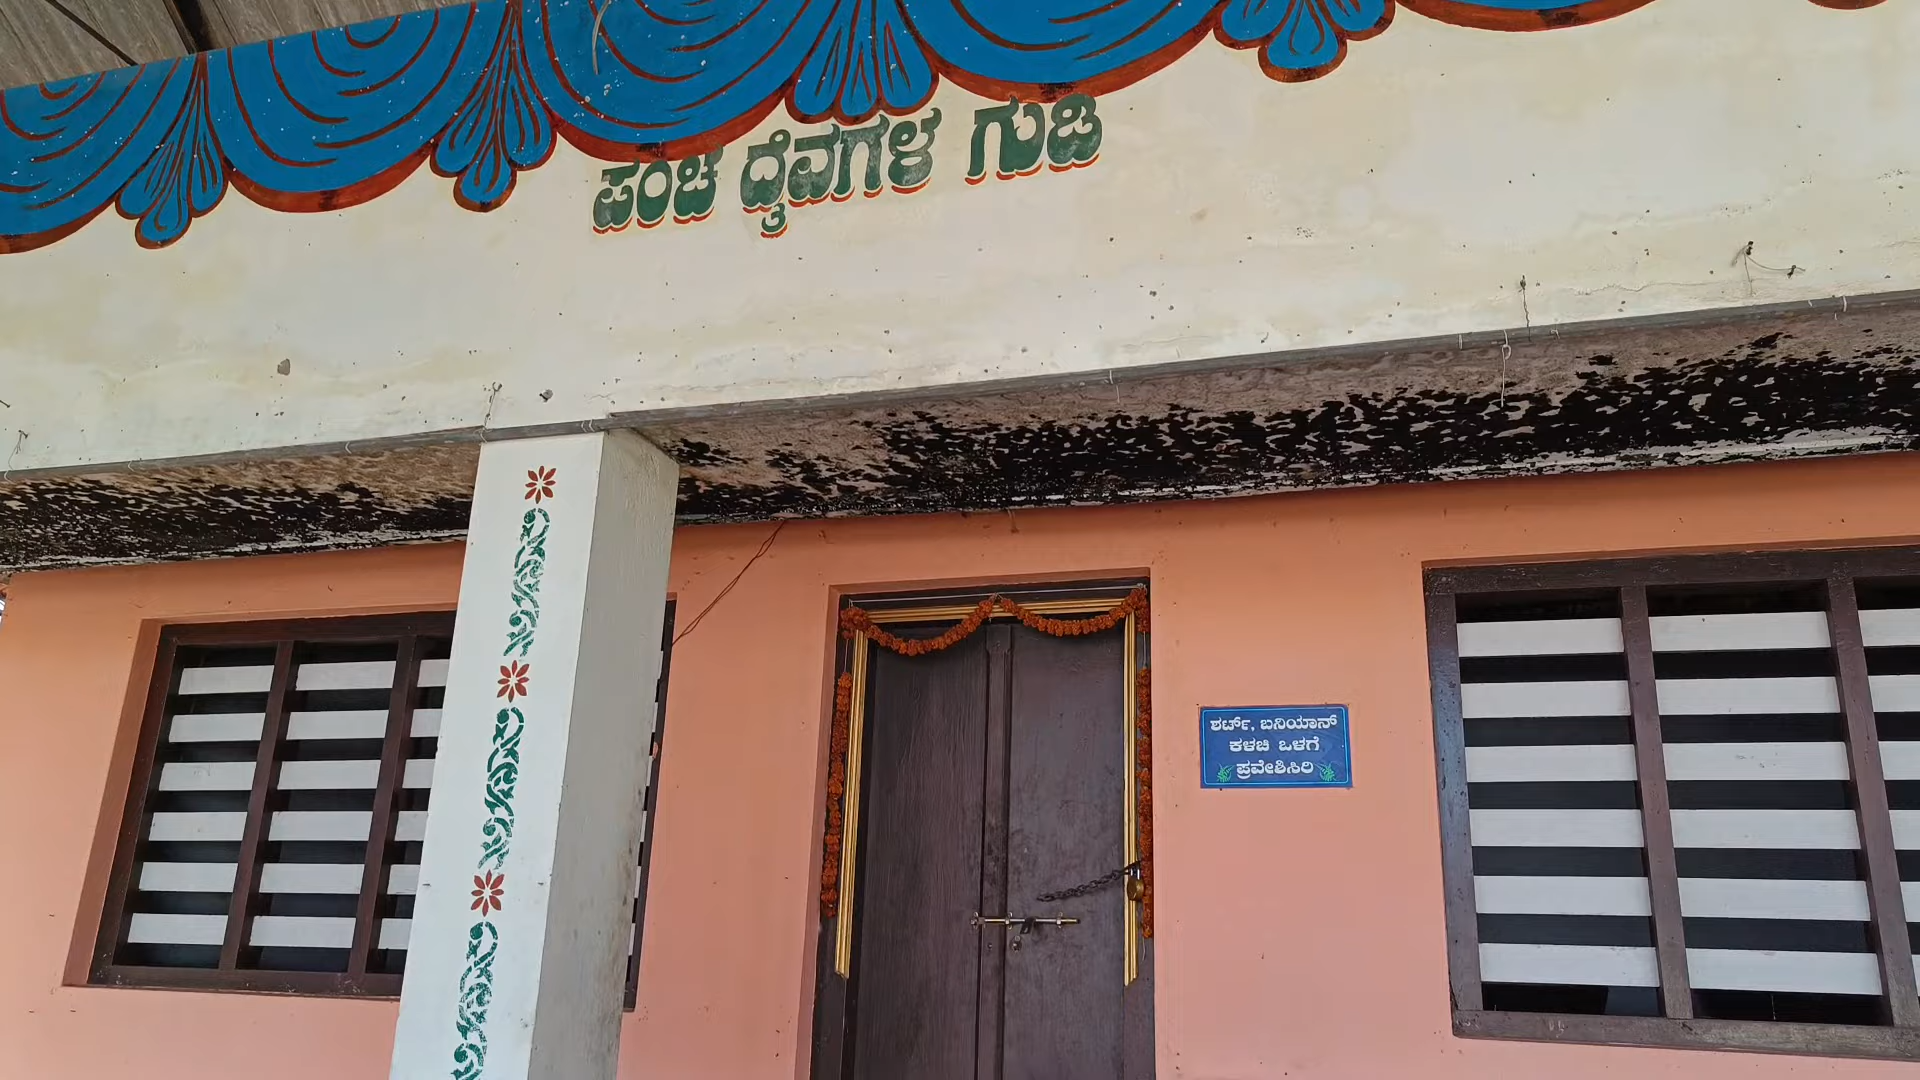 ಪಂಚ ದೈವಗಳ ಗುಡಿ
ಶರ್ಟ್, ಬನಿಯಾನ್
ಕಳಚಿ ಒಳಗೆ
ಪ್ರವೇಶಿಸಿರಿ